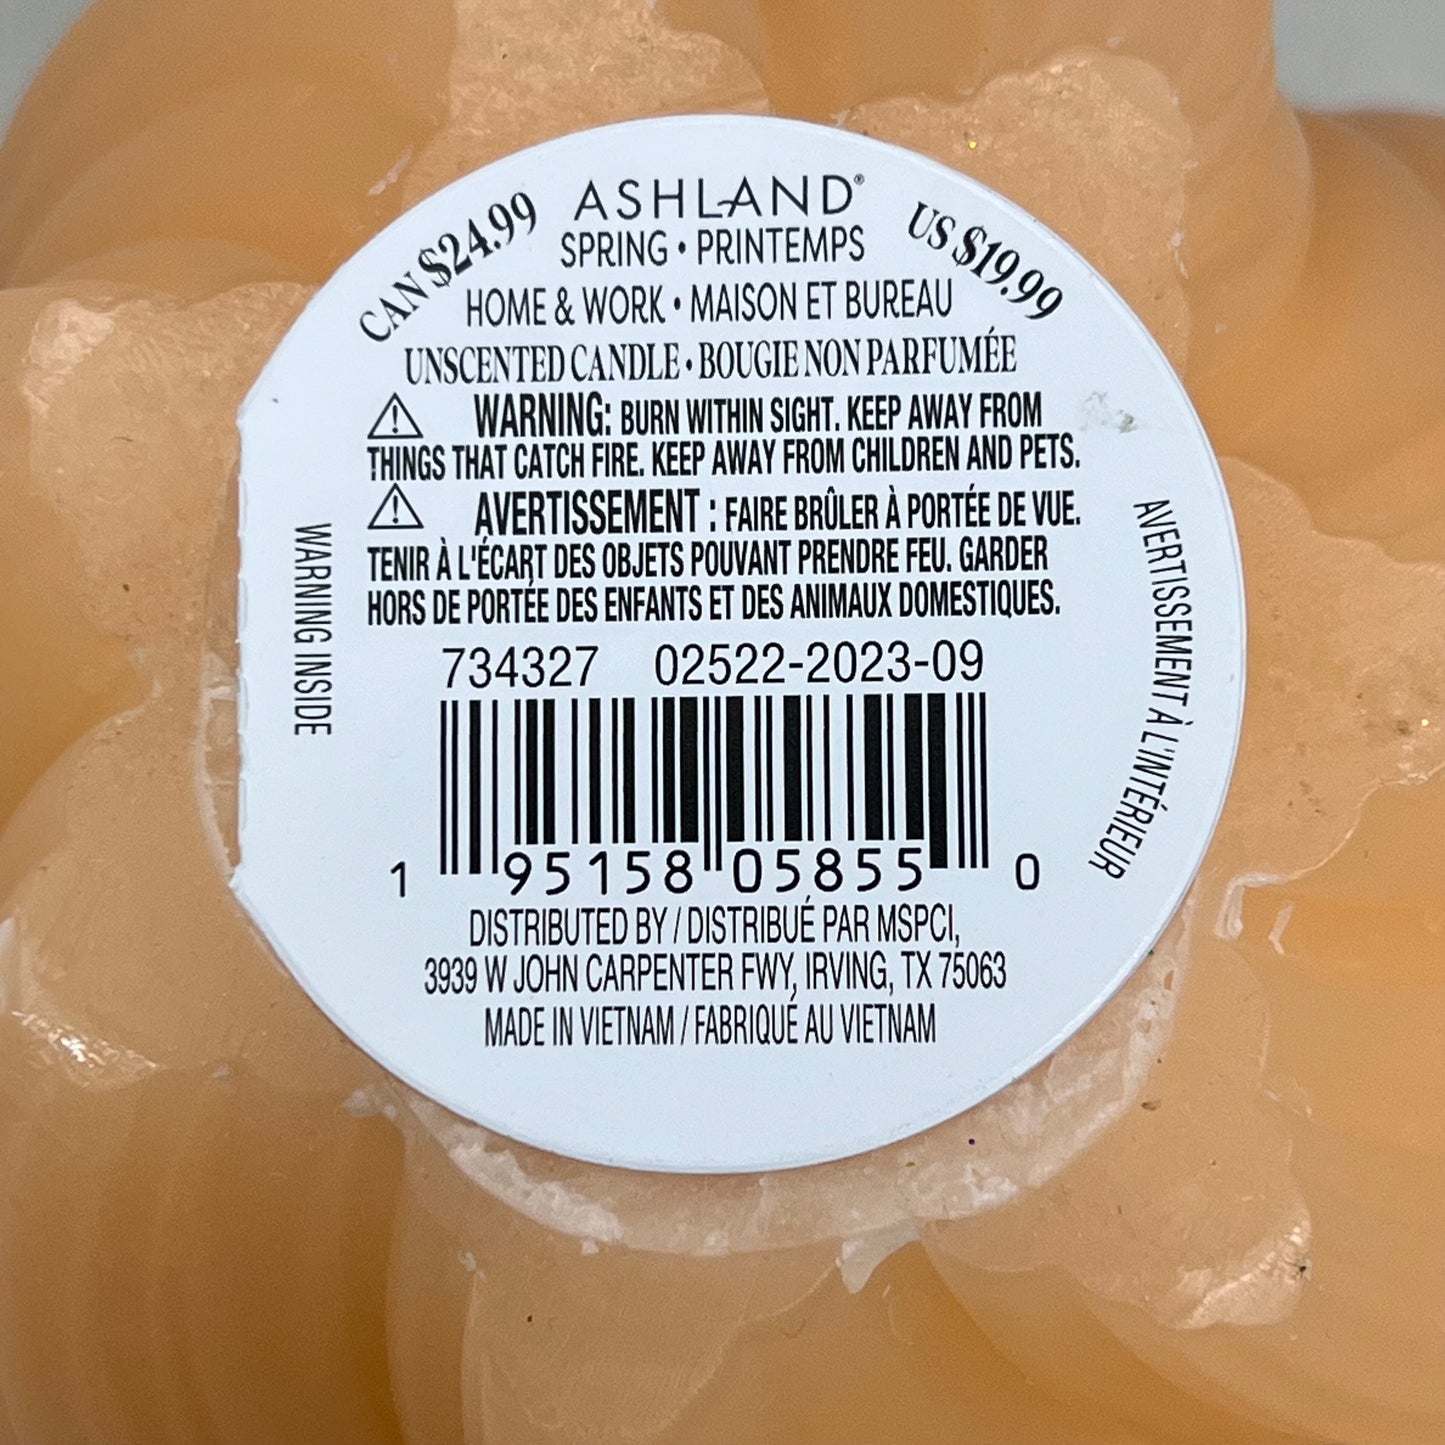 ASHLAND®
CAN $24.99
US $19.99
SPRING • PRINTEMPS
HOME & WORK • MAISON ET BUREAU
UNSCENTED CANDLE • BOUGIE NON PARFUMÉE
WARNING: BURN WITHIN SIGHT. KEEP AWAY FROM
THINGS THAT CATCH FIRE. KEEP AWAY FROM CHILDREN AND PETS.
AVERTISSEMENT : FAIRE BRÛLER À PORTÉE DE VUE.
TENIR À L'ÉCART DES OBJETS POUVANT PRENDRE FEU. GARDER
HORS DE PORTÉE DES ENFANTS ET DES ANIMAUX DOMESTIQUES.
WARNING INSIDE
AVERTISSEMENT À L'INTÉRIEUR
734327 02522-2023-09
1 95158 05855 0
DISTRIBUTED BY / DISTRIBUÉ PAR MSPCI,
3939 W JOHN CARPENTER FWY, IRVING, TX 75063
MADE IN VIETNAM / FABRIQUÉ AU VIETNAM